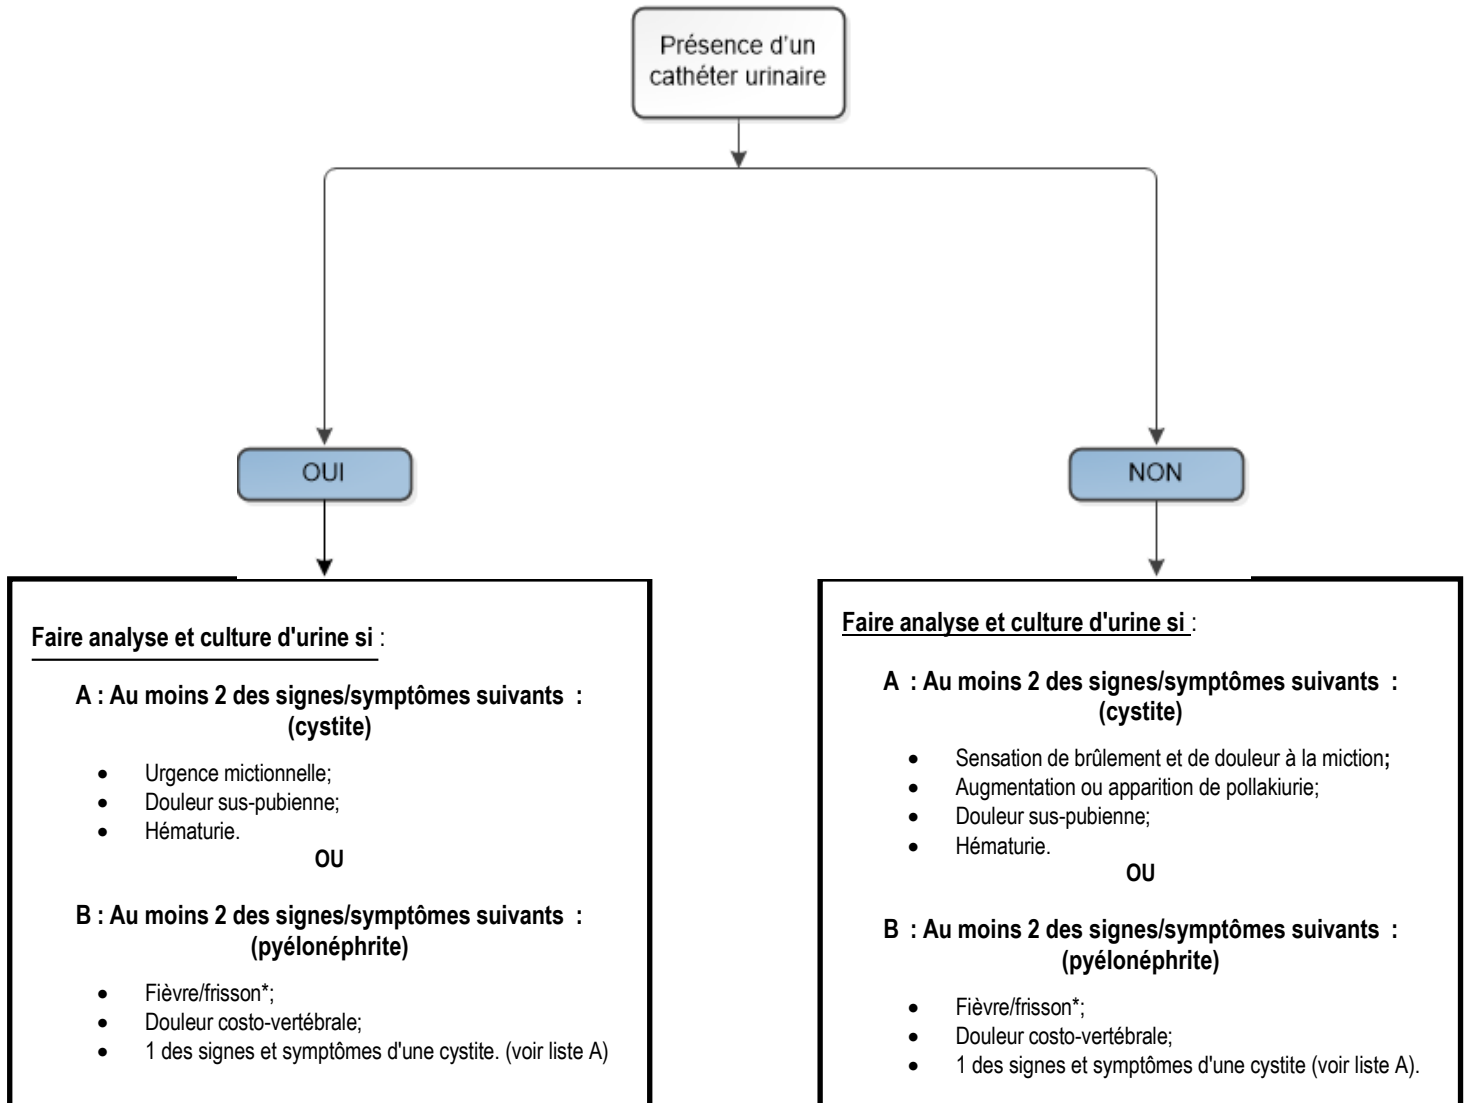 Présence d'un
cathéter urinaire
OUI
Faire analyse et culture d'urine si :
A : Au moins 2 des signes/symptômes suivants :
(cystite)
• Urgence mictionnelle;
• Douleur sus-pubienne;
• Hématurie.
OU
B : Au moins 2 des signes/symptômes suivants :
(pyélonéphrite)
• Fièvre/frisson*;
• Douleur costo-vertébrale;
• 1 des signes et symptômes d'une cystite. (voir liste A)
NON
Faire analyse et culture d'urine si :
A : Au moins 2 des signes/symptômes suivants :
(cystite)
• Sensation de brûlement et de douleur à la miction;
• Augmentation ou apparition de pollakiurie;
• Douleur sus-pubienne;
• Hématurie.
OU
B : Au moins 2 des signes/symptômes suivants :
(pyélonéphrite)
• Fièvre/frisson*;
• Douleur costo-vertébrale;
• 1 des signes et symptômes d'une cystite (voir liste A).